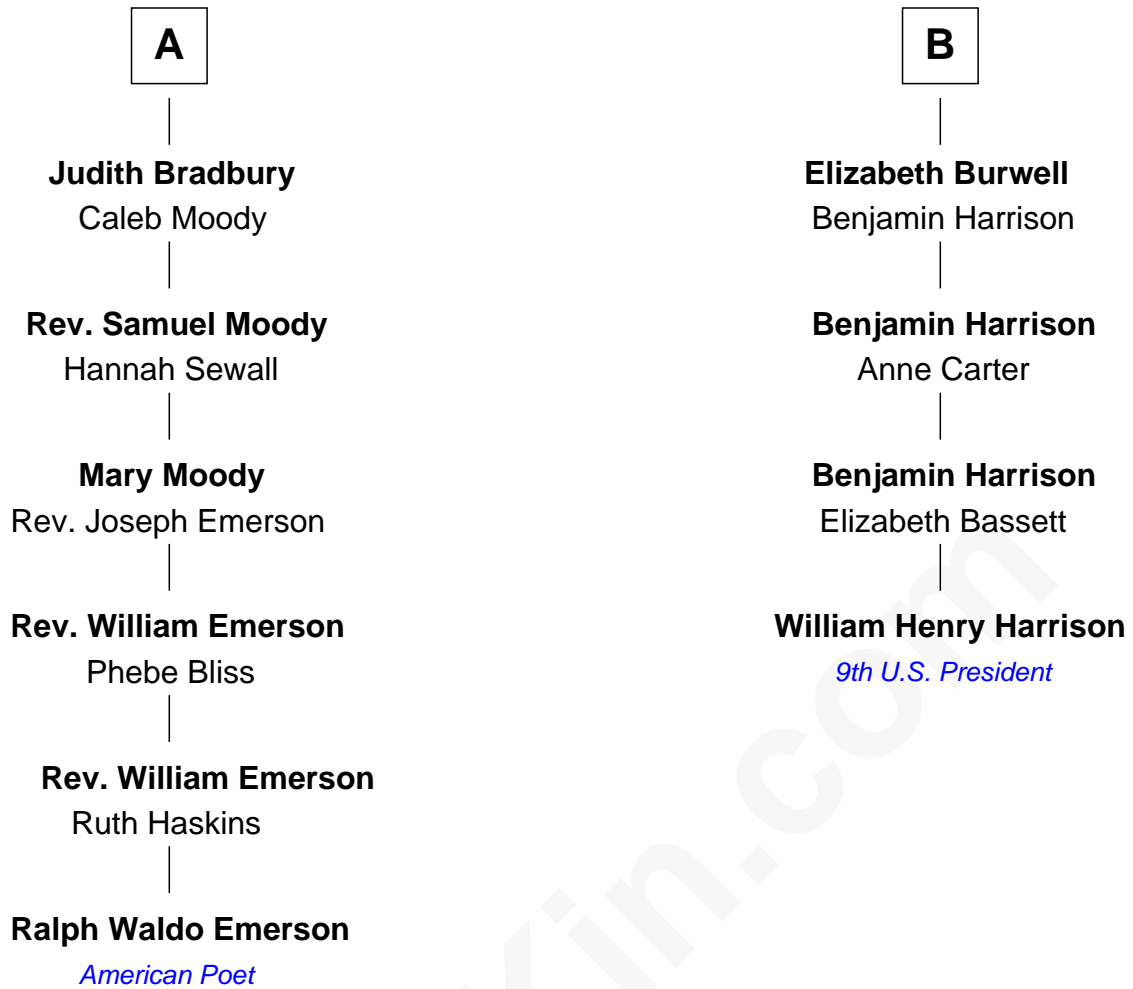 A
Judith Bradbury
Caleb Moody
Rev. Samuel Moody
Hannah Sewall
Mary Moody
Rev. Joseph Emerson
Rev. William Emerson
Phebe Bliss
Rev. William Emerson
Ruth Haskins
Ralph Waldo Emerson
American Poet
B
Elizabeth Burwell
Benjamin Harrison
Benjamin Harrison
Anne Carter
Benjamin Harrison
Elizabeth Bassett
William Henry Harrison
9th U.S. President
Kin.com